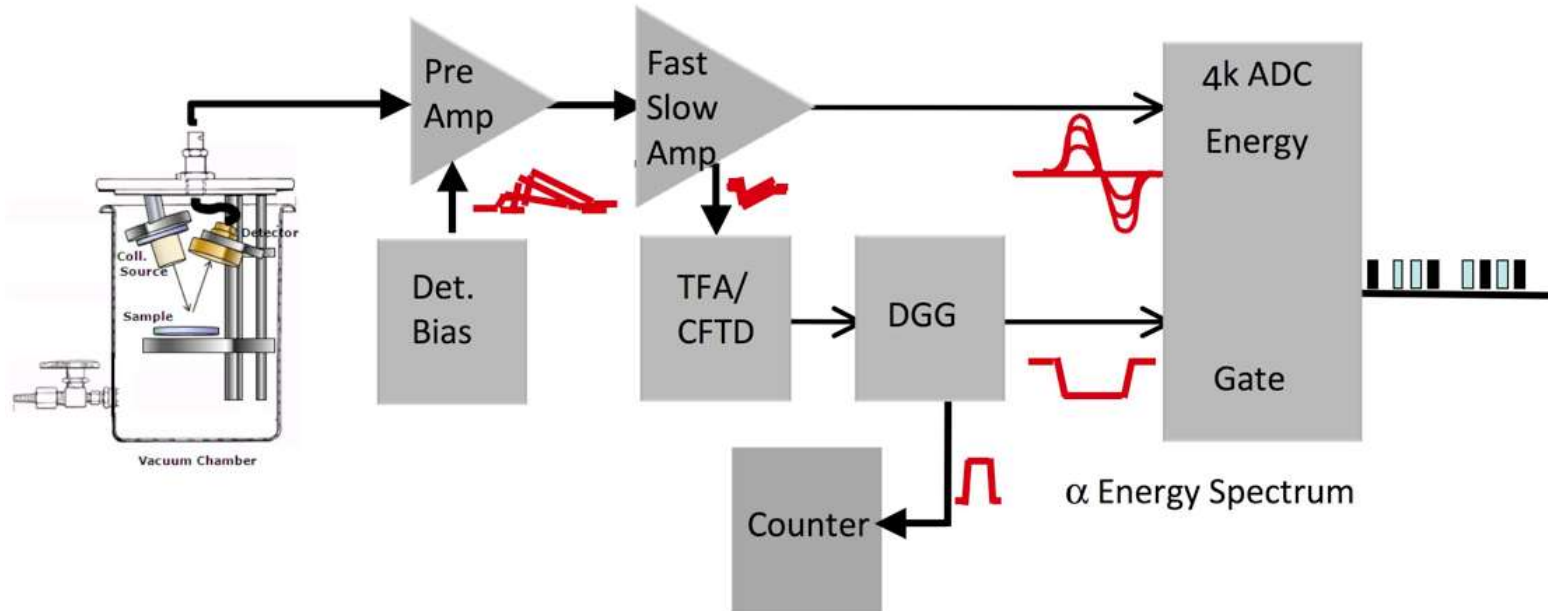 Pre
Amp
Fast
Slow
Amp
4k ADC
Energy
Detector
Coll.
Source
Sample
Det.
Bias
TFA/
CFTD
DGG
Gate
Vacuum Chamber
Counter
α Energy Spectrum